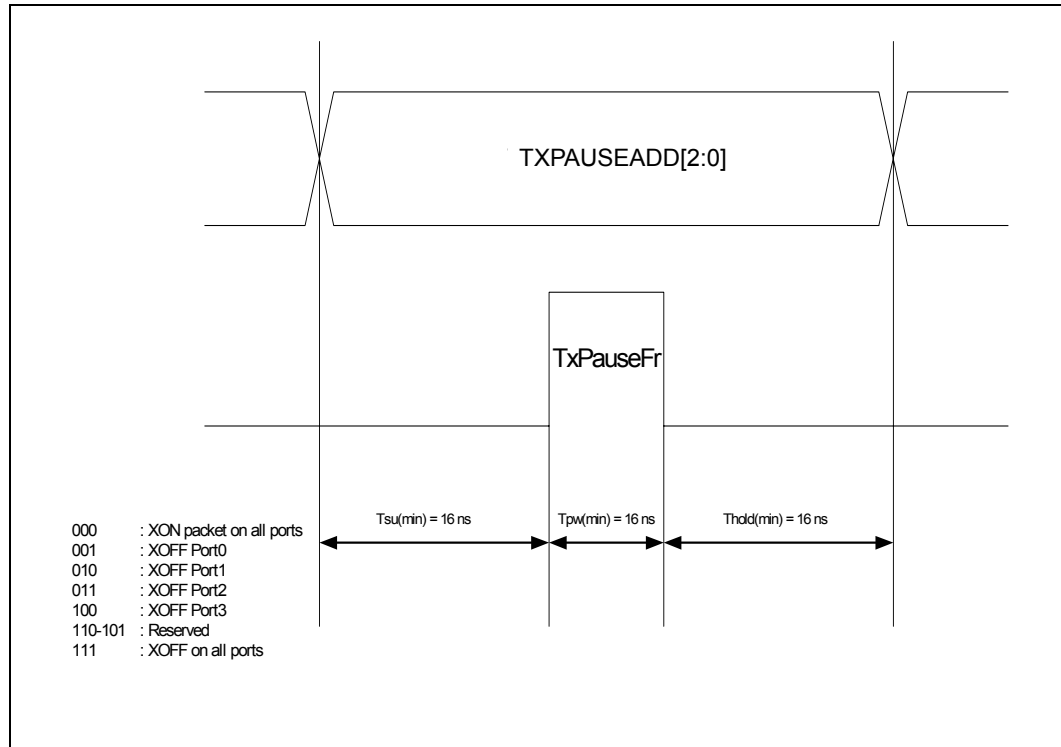 TXPAUSEADD[2:0]
TxPauseFr
Tsu(min) = 16 ns
Tpw(min) = 16 ns
Thold(min) = 16 ns
000 : XON packet on all ports
001 : XOFF Port0
010 : XOFF Port1
011 : XOFF Port2
100 : XOFF Port3
110-101 : Reserved
111 : XOFF on all ports